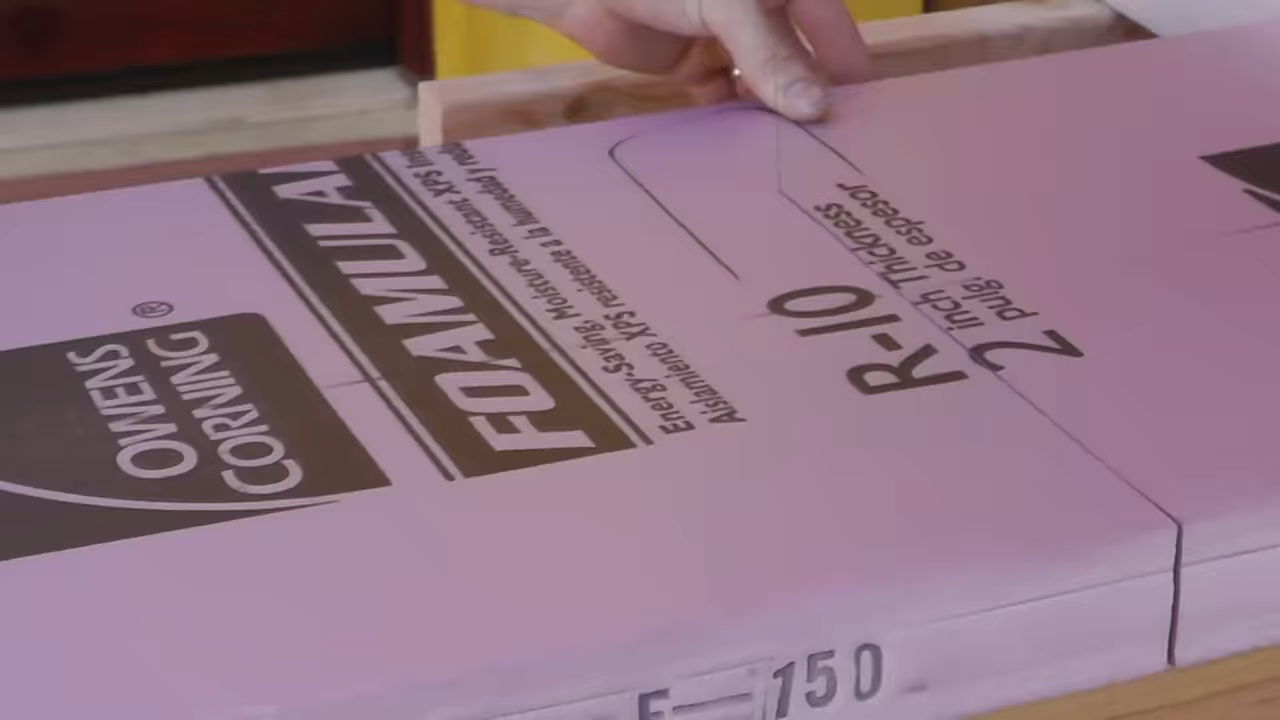 OWENS
CORNING
®
FOAMULA
Energy-Saving, Moisture-Resistant XPS
Aislamiento XPS resistente a la humedad y
R-10
2 inch Thickness
pulg. de espesor
150